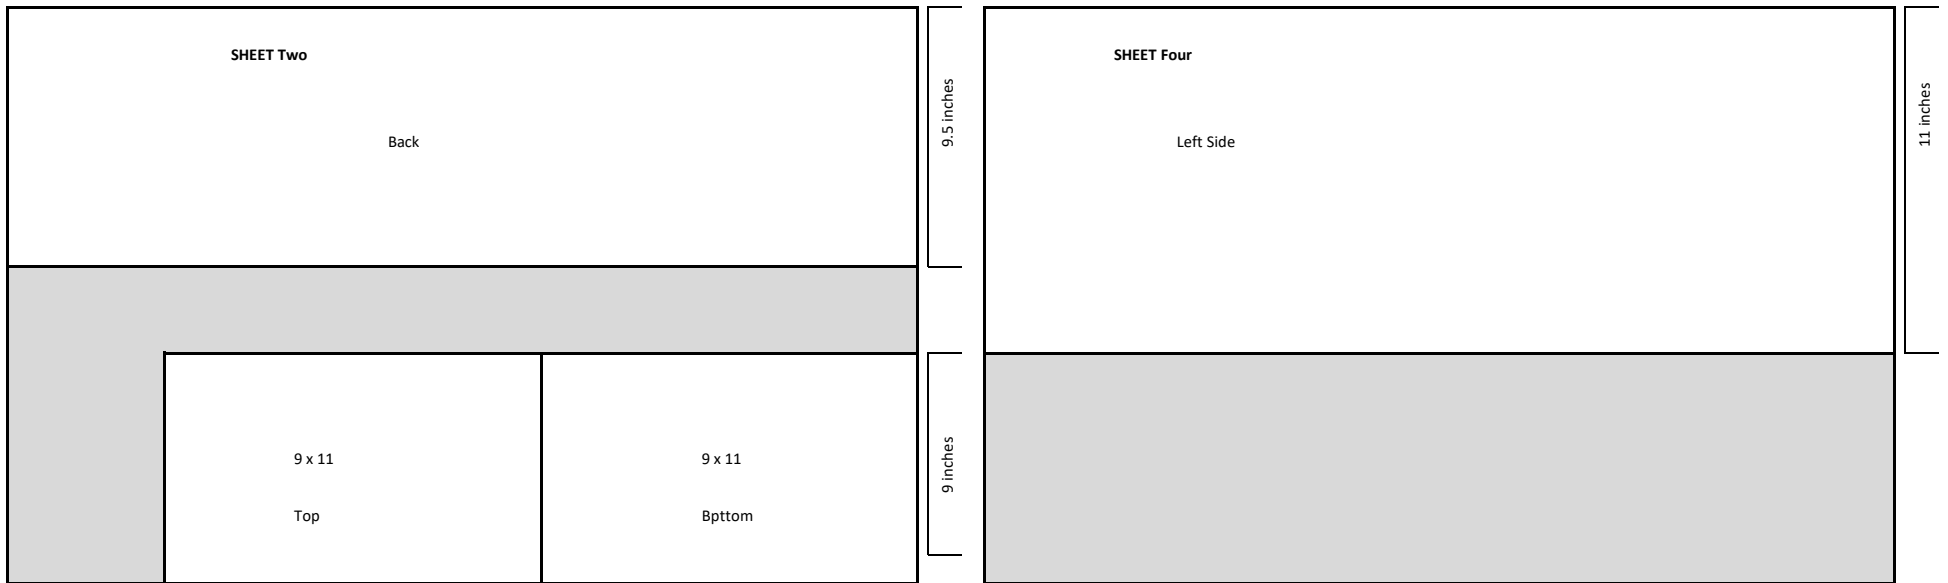 SHEET Two
Back
9.5 inches
9 x 11
Top
9 x 11
Bpttom
9 inches
SHEET Four
Left Side
11 inches